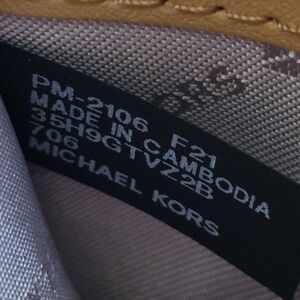 PM-2106 F21
MADE IN CAMBODIA
35H9GTVZ2B
706
MICHAEL KORS